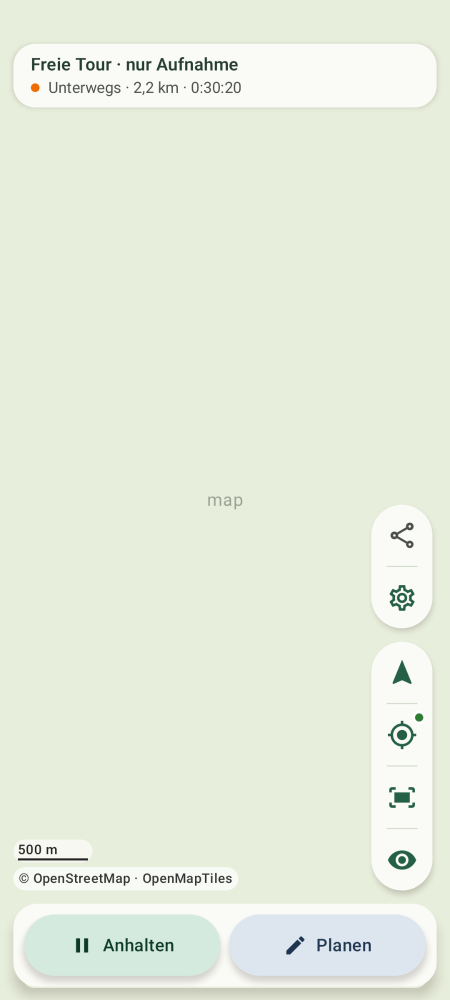 Freie Tour · nur Aufnahme
Unterwegs · 2,2 km · 0:30:20
map
500 m
© OpenStreetMap · OpenMapTiles
Anhalten
Planen